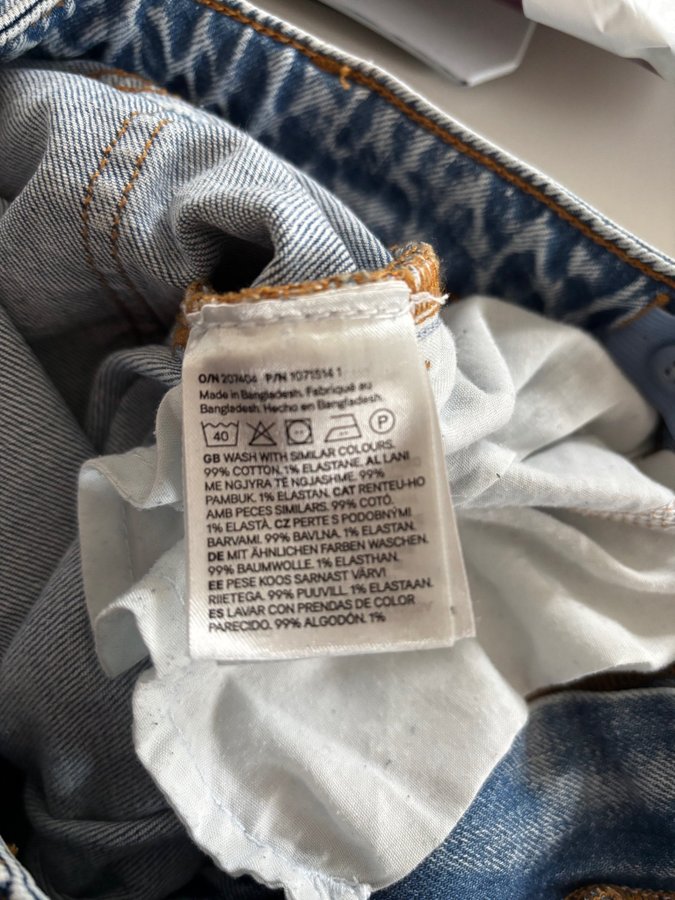 O/N 207404 P/N 1071514 1
Made in Bangladesh. Fabriqué au
Bangladesh. Hecho en Bangladesh.
40 P
GB WASH WITH SIMILAR COLOURS.
99% COTTON. 1% ELASTANE. AL LANI
ME NGJYRA TË NGJASHME. 99%
PAMBUK. 1% ELASTAN. CAT RENTEU-HO
AMB PECES SIMILARS. 99% COTÓ.
1% ELASTÀ. CZ PERTE S PODOBNÝMI
BARVAMI. 99% BAVLNA. 1% ELASTAN.
DE MIT ÄHNLICHEN FARBEN WASCHEN.
99% BAUMWOLLE. 1% ELASTHAN.
EE PESE KOOS SARNAST VÄRVI
RIIETEGA. 99% PUUVILL. 1% ELASTAAN.
ES LAVAR CON PRENDAS DE COLOR
PARECIDO. 99% ALGODÓN. 1%